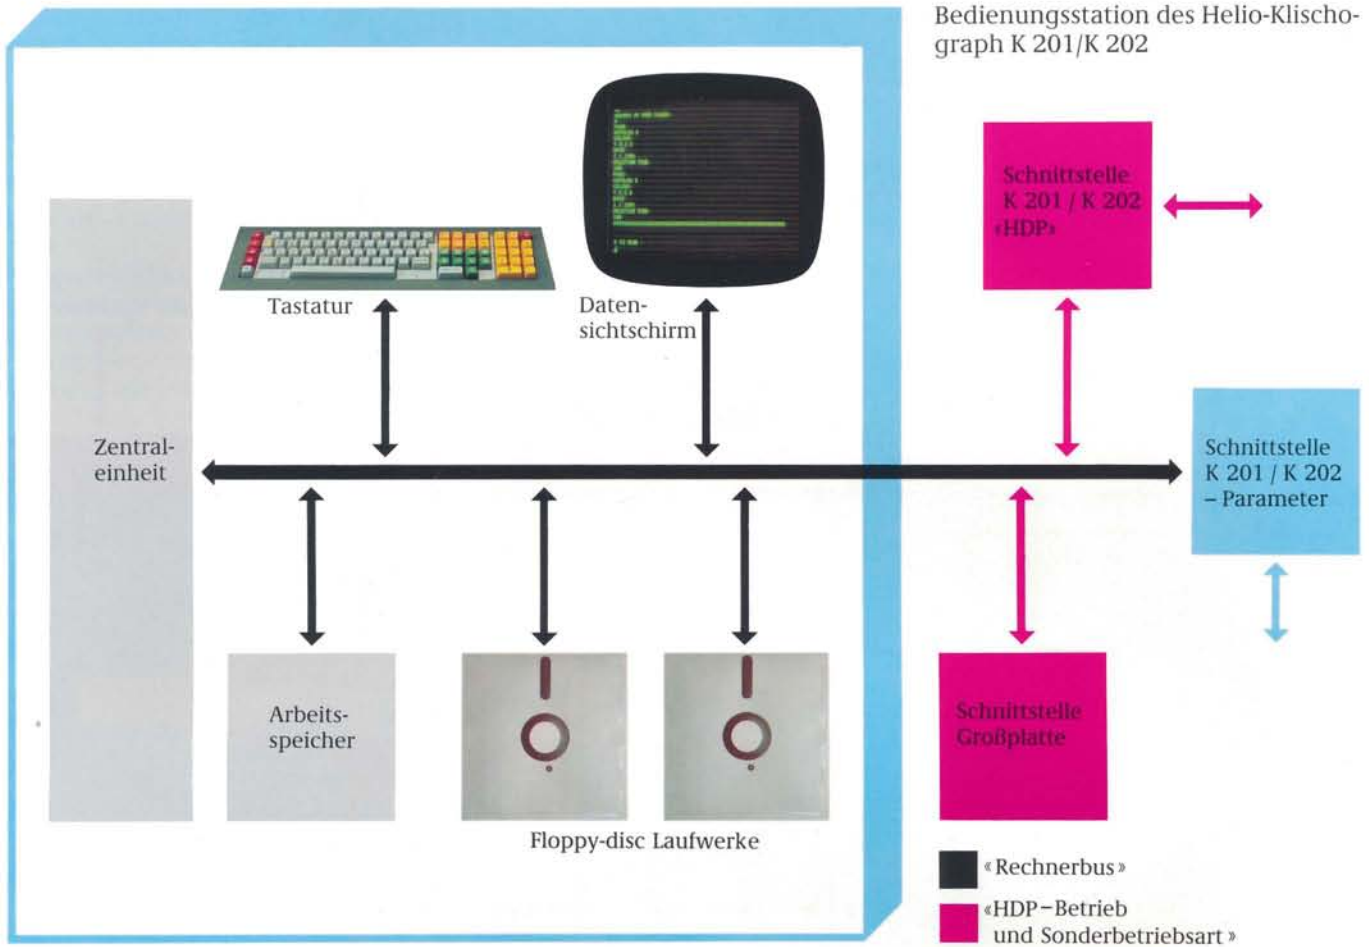 Bedienungsstation des Helio-Klischo-
graph K 201/K 202
Schnittstelle
K 201 / K 202
«HDP»
Tastatur
Daten-
sichtschirm
Zentral-
einheit
Schnittstelle
K 201 / K 202
– Parameter
Arbeits-
speicher
Schnittstelle
Großplatte
Floppy-disc Laufwerke
«Rechnerbus»
«HDP–Betrieb
und Sonderbetriebsart»